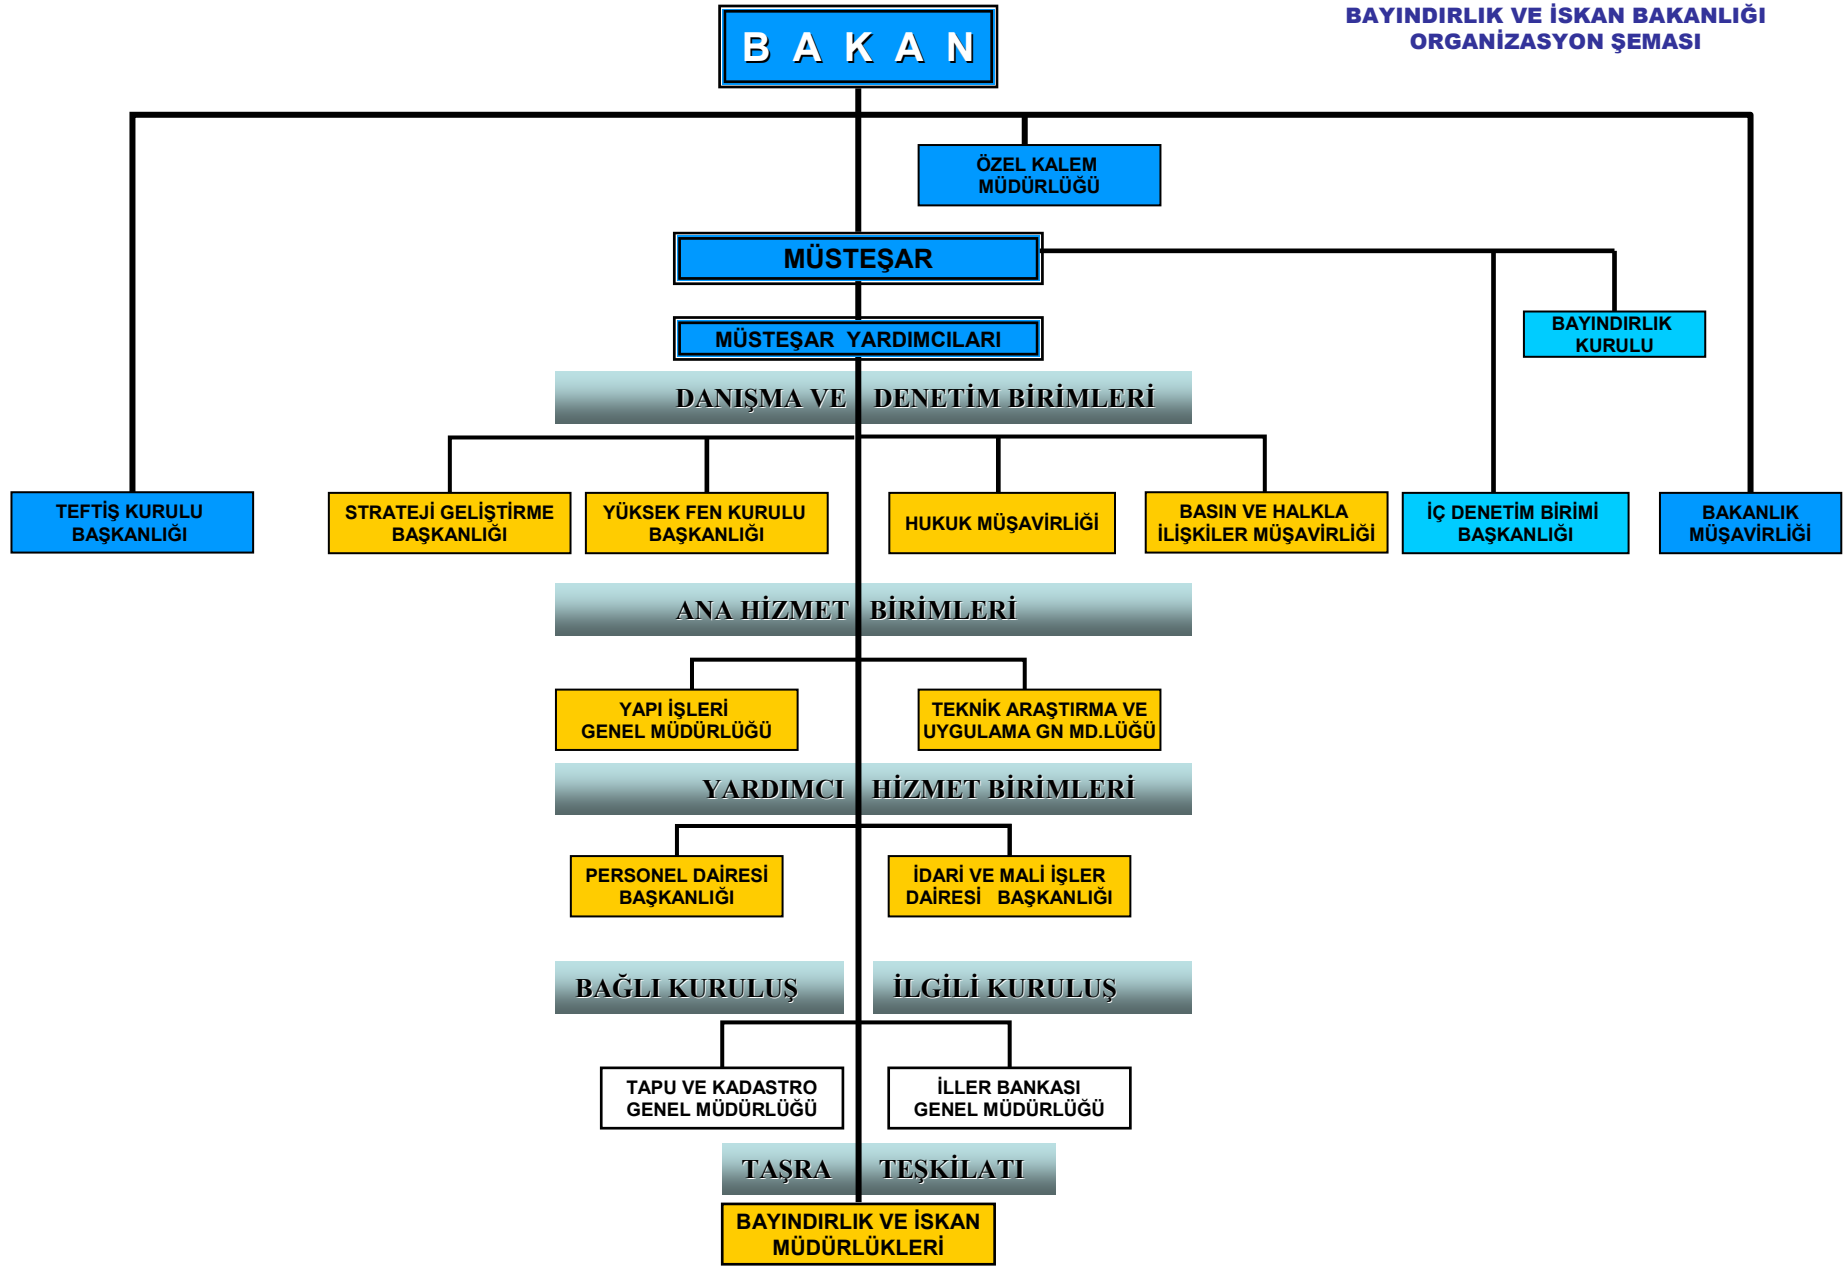 BAYINDIRLIK VE İSKAN BAKANLIĞI
ORGANİZASYON ŞEMASI
B A K A N
ÖZEL KALEM
MÜDÜRLÜĞÜ
MÜSTEŞAR
MÜSTEŞAR YARDIMCILARI
BAYINDIRLIK
KURULU
DANIŞMA VE DENETİM BİRİMLERİ
TEFTİŞ KURULU
BAŞKANLIĞI
STRATEJİ GELİŞTİRME
BAŞKANLIĞI
YÜKSEK FEN KURULU
BAŞKANLIĞI
HUKUK MÜŞAVİRLİĞİ
BASIN VE HALKLA
İLİŞKİLER MÜŞAVİRLİĞİ
İÇ DENETİM BİRİMİ
BAŞKANLIĞI
BAKANLIK
MÜŞAVİRLİĞİ
ANA HİZMET BİRİMLERİ
YAPI İŞLERİ
GENEL MÜDÜRLÜĞÜ
TEKNİK ARAŞTIRMA VE
UYGULAMA GN MD.LÜĞÜ
YARDIMCI HİZMET BİRİMLERİ
PERSONEL DAİRESİ
BAŞKANLIĞI
İDARİ VE MALİ İŞLER
DAİRESİ BAŞKANLIĞI
BAĞLI KURULUŞ
İLGİLİ KURULUŞ
TAPU VE KADASTRO
GENEL MÜDÜRLÜĞÜ
İLLER BANKASI
GENEL MÜDÜRLÜĞÜ
TAŞRA TEŞKİLATI
BAYINDIRLIK VE İSKAN
MÜDÜRLÜKLERİ